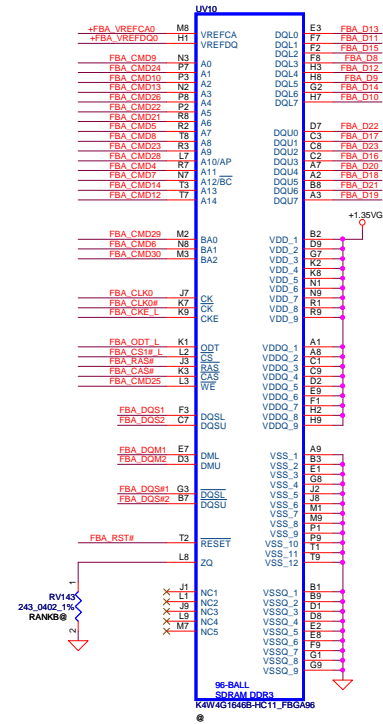 UV10
+FBA_VREFCA0 M8 VREFCA
+FBA_VREFDQ0 H1 VREFDQ
FBA_CMD9 N3 A0
FBA_CMD24 P7 A1
FBA_CMD10 P3 A2
FBA_CMD13 N2 A3
FBA_CMD26 P8 A4
FBA_CMD22 P2 A5
FBA_CMD21 R8 A6
FBA_CMD5 R2 A7
FBA_CMD8 T8 A8
FBA_CMD23 R3 A9
FBA_CMD28 L7 A10/AP
FBA_CMD4 R7 A11
FBA_CMD7 N7 A12/BC
FBA_CMD14 T3 A13
FBA_CMD12 T7 A14
FBA_CMD29 M2 BA0
FBA_CMD6 N8 BA1
FBA_CMD30 M3 BA2
FBA_CLK0 J7 CK
FBA_CLK0# K7 CK
FBA_CKE_L K9 CKE
FBA_ODT_L K1 ODT
FBA_CS1#_L L2 CS
FBA_RAS# J3 RAS
FBA_CAS# K3 CAS
FBA_CMD25 L3 WE
FBA_DQS1 F3 DQSL
FBA_DQS2 C7 DQSU
FBA_DQM1 E7 DML
FBA_DQM2 D3 DMU
FBA_DQS#1 G3 DQSL
FBA_DQS#2 B7 DQSU
FBA_RST# T2 RESET
L8 ZQ
1
RV143
243_0402_1%
RANKB@
2
J1 NC1
L1 NC2
J9 NC3
L9 NC4
M7 NC5
DQL0 E3 FBA_D13
DQL1 F7 FBA_D11
DQL2 F2 FBA_D15
DQL3 F8 FBA_D8
DQL4 H3 FBA_D12
DQL5 H8 FBA_D9
DQL6 G2 FBA_D14
DQL7 H7 FBA_D10
DQU0 D7 FBA_D22
DQU1 C3 FBA_D17
DQU2 C8 FBA_D23
DQU3 C2 FBA_D16
DQU4 A7 FBA_D20
DQU5 A2 FBA_D18
DQU6 B8 FBA_D21
DQU7 A3 FBA_D19
+1.35VG
VDD_1 B2
VDD_2 D9
VDD_3 G7
VDD_4 K2
VDD_5 K8
VDD_6 N1
VDD_7 N9
VDD_8 R1
VDD_9 R9
VDDQ_1 A1
VDDQ_2 A8
VDDQ_3 C1
VDDQ_4 C9
VDDQ_5 D2
VDDQ_6 E9
VDDQ_7 F1
VDDQ_8 H2
VDDQ_9 H9
VSS_1 A9
VSS_2 B3
VSS_3 E1
VSS_4 G8
VSS_5 J2
VSS_6 J8
VSS_7 M1
VSS_8 M9
VSS_9 P1
VSS_10 P9
VSS_11 T1
VSS_12 T9
VSSQ_1 B1
VSSQ_2 B9
VSSQ_3 D1
VSSQ_4 D8
VSSQ_5 E2
VSSQ_6 E8
VSSQ_7 F9
VSSQ_8 G1
VSSQ_9 G9
96-BALL
SDRAM DDR3
K4W4G1646B-HC11_FBGA96
@